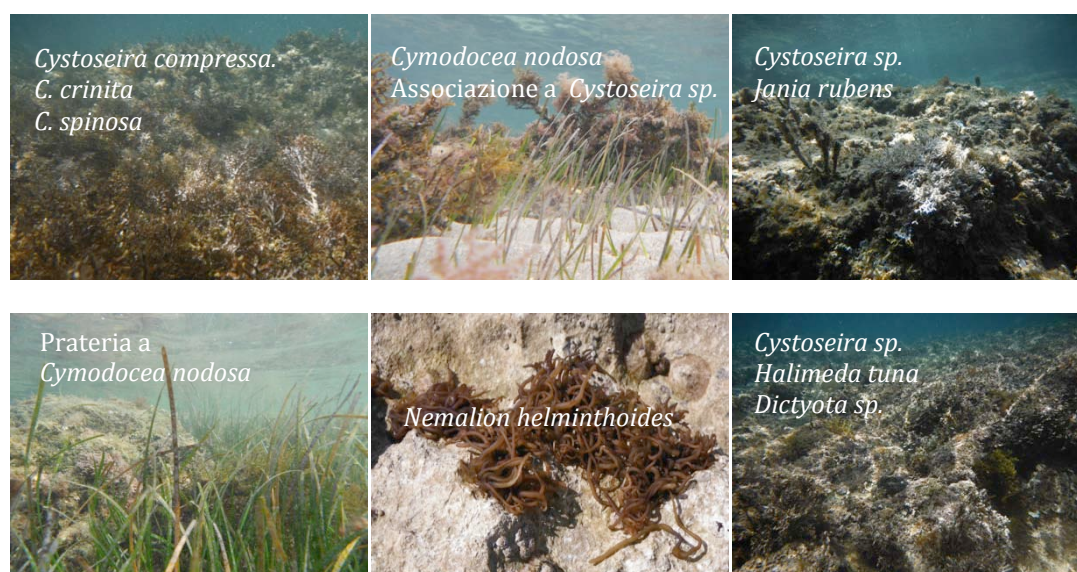 Cystoseira compressa.
C. crinita
C. spinosa
Cymodocea nodosa
Associazione a Cystoseira sp.
Cystoseira sp.
Jania rubens
Prateria a
Cymodocea nodosa
Nemalion helminthoides
Cystoseira sp.
Halimeda tuna
Dictyota sp.